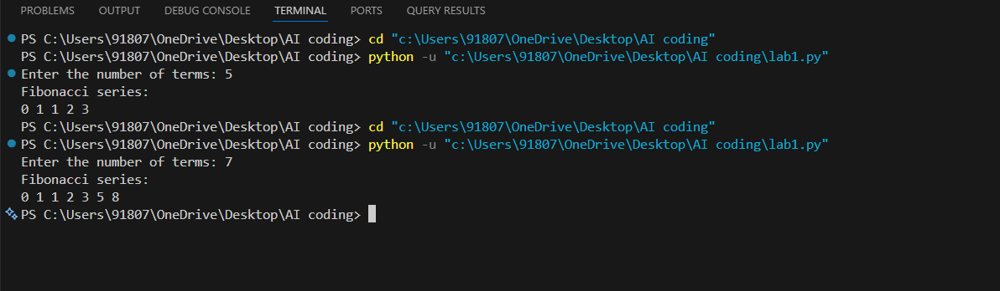 PROBLEMS OUTPUT DEBUG CONSOLE TERMINAL PORTS QUERY RESULTS
PS C:\Users\91807\OneDrive\Desktop\AI coding> cd "c:\Users\91807\OneDrive\Desktop\AI coding"
PS C:\Users\91807\OneDrive\Desktop\AI coding> python -u "c:\Users\91807\OneDrive\Desktop\AI coding\lab1.py"
Enter the number of terms: 5
Fibonacci series:
0 1 1 2 3
PS C:\Users\91807\OneDrive\Desktop\AI coding> cd "c:\Users\91807\OneDrive\Desktop\AI coding"
PS C:\Users\91807\OneDrive\Desktop\AI coding> python -u "c:\Users\91807\OneDrive\Desktop\AI coding\lab1.py"
Enter the number of terms: 7
Fibonacci series:
0 1 1 2 3 5 8
PS C:\Users\91807\OneDrive\Desktop\AI coding>